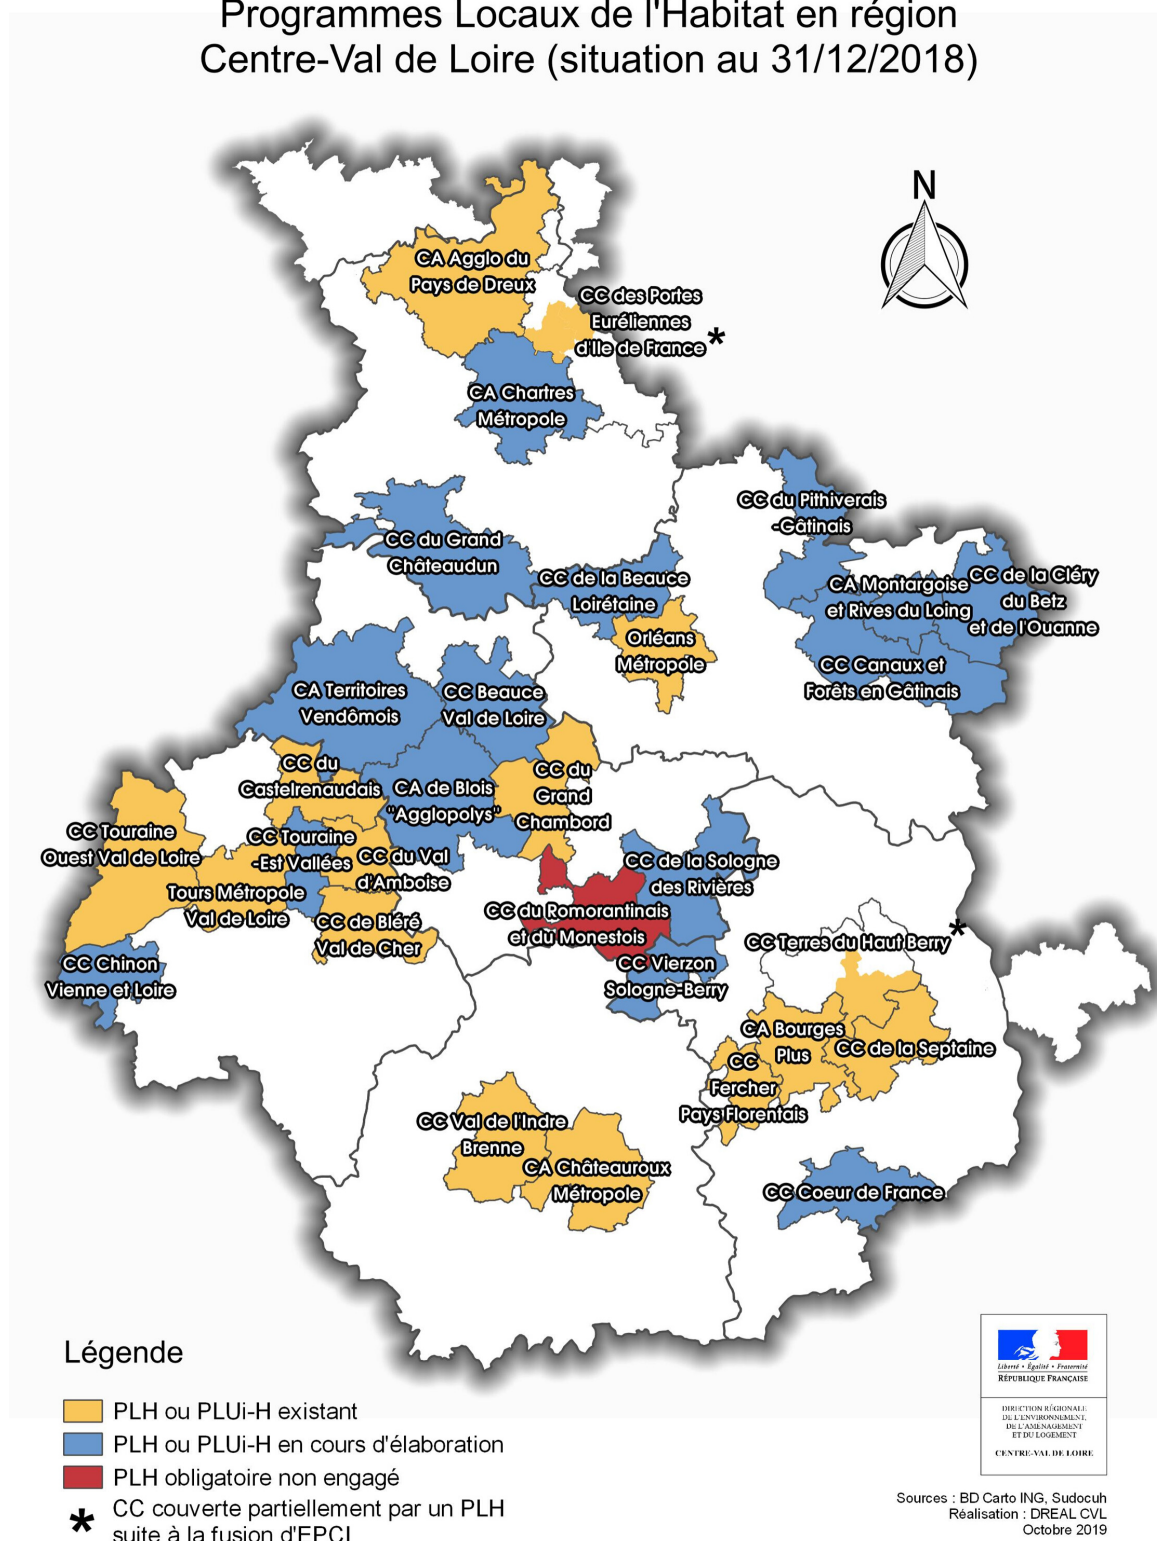 Programmes Locaux de l'Habitat en région
Centre-Val de Loire (situation au 31/12/2018)
N
CA Agglo du
Pays de Dreux
CC des Portes
Euréliennes
d'Ile de France *
CA Chartres
Métropole
CC du Pithiverais
-Gâtinais
CC du Grand
Châteaudun
CC de la Beauce
Loirétaine
CA Montargoise
et Rives du Loing
CC de la Cléry
du Betz
et de l'Ouanne
Orléans
Métropole
CC Canaux et
Forêts en Gâtinais
CA Territoires
Vendômois
CC Beauce
Val de Loire
CC du
Castelrenaudais
CA de Blois
"Agglopolys"
CC du
Grand
Chambord
CC Touraine
Ouest Val de Loire
CC Touraine
-Est Vallées
CC du Val
d'Amboise
CC de la Sologne
des Rivières
Tours Métropole
Val de Loire
CC de Bléré
Val de Cher
CC du Romorantinais
et du Monestois
CC Terres du Haut Berry *
CC Chinon
Vienne et Loire
CC Vierzon
Sologne-Berry
CA Bourges
Plus
CC de la Septaine
CC
Fercher
Pays Florentais
CC Val de l'Indre
Brenne
CA Châteauroux
Métropole
CC Coeur de France
Légende
PLH ou PLUi-H existant
PLH ou PLUi-H en cours d'élaboration
PLH obligatoire non engagé
* CC couverte partiellement par un PLH
suite à la fusion d'EPCI
Liberté • Égalité • Fraternité
RÉPUBLIQUE FRANÇAISE
DIRECTION RÉGIONALE
DE L'ENVIRONNEMENT,
DE L'AMÉNAGEMENT
ET DU LOGEMENT
CENTRE-VAL DE LOIRE
Sources : BD Carto ING, Sudocuh
Réalisation : DREAL CVL
Octobre 2019